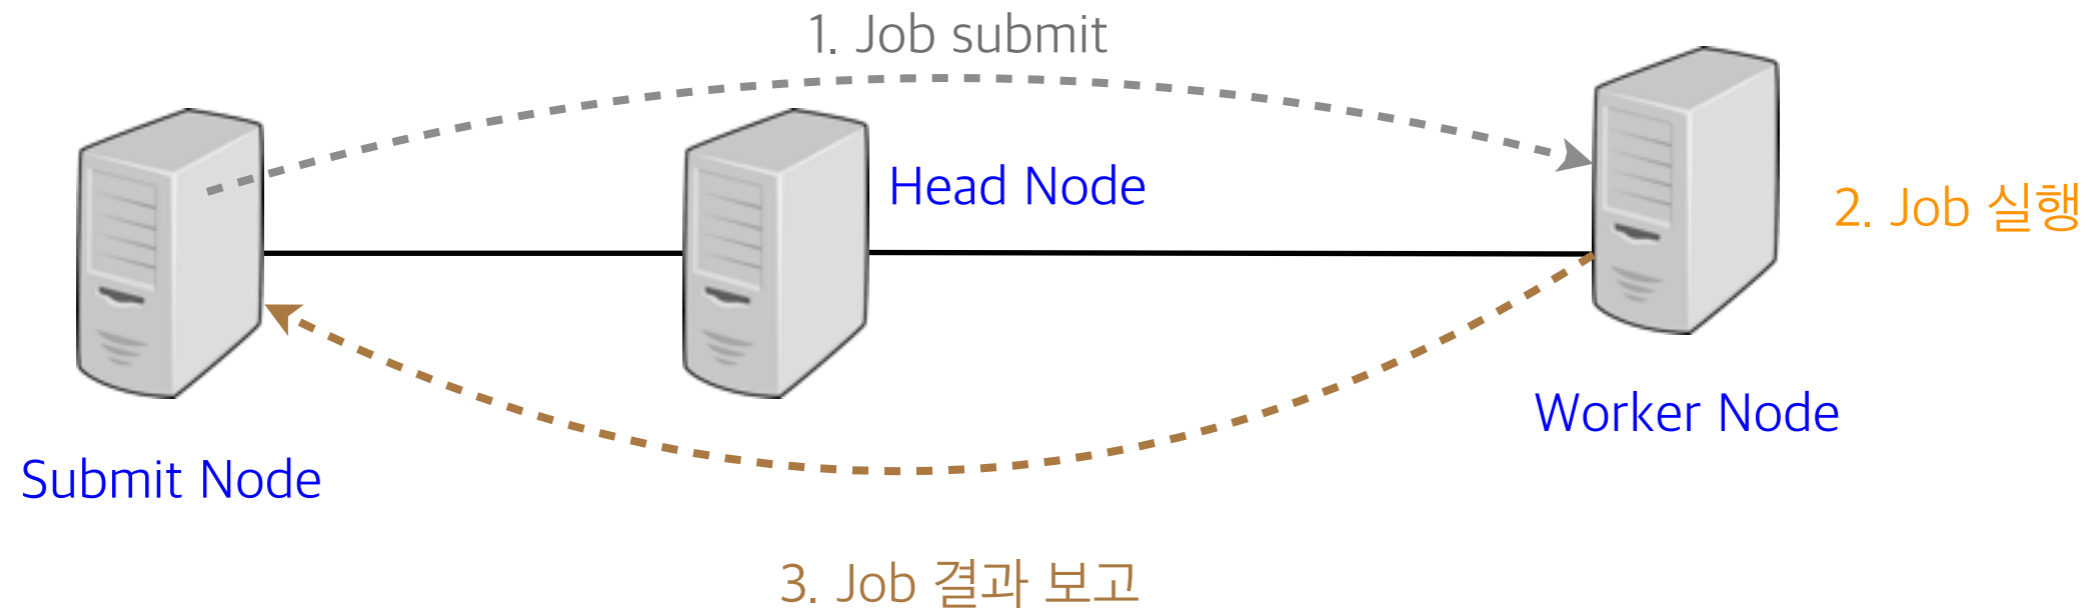 1. Job submit
Head Node
2. Job 실행
Worker Node
Submit Node
3. Job 결과 보고